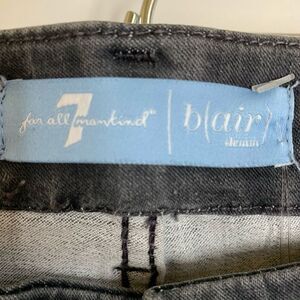 7
for all mankind
b(air)
denim